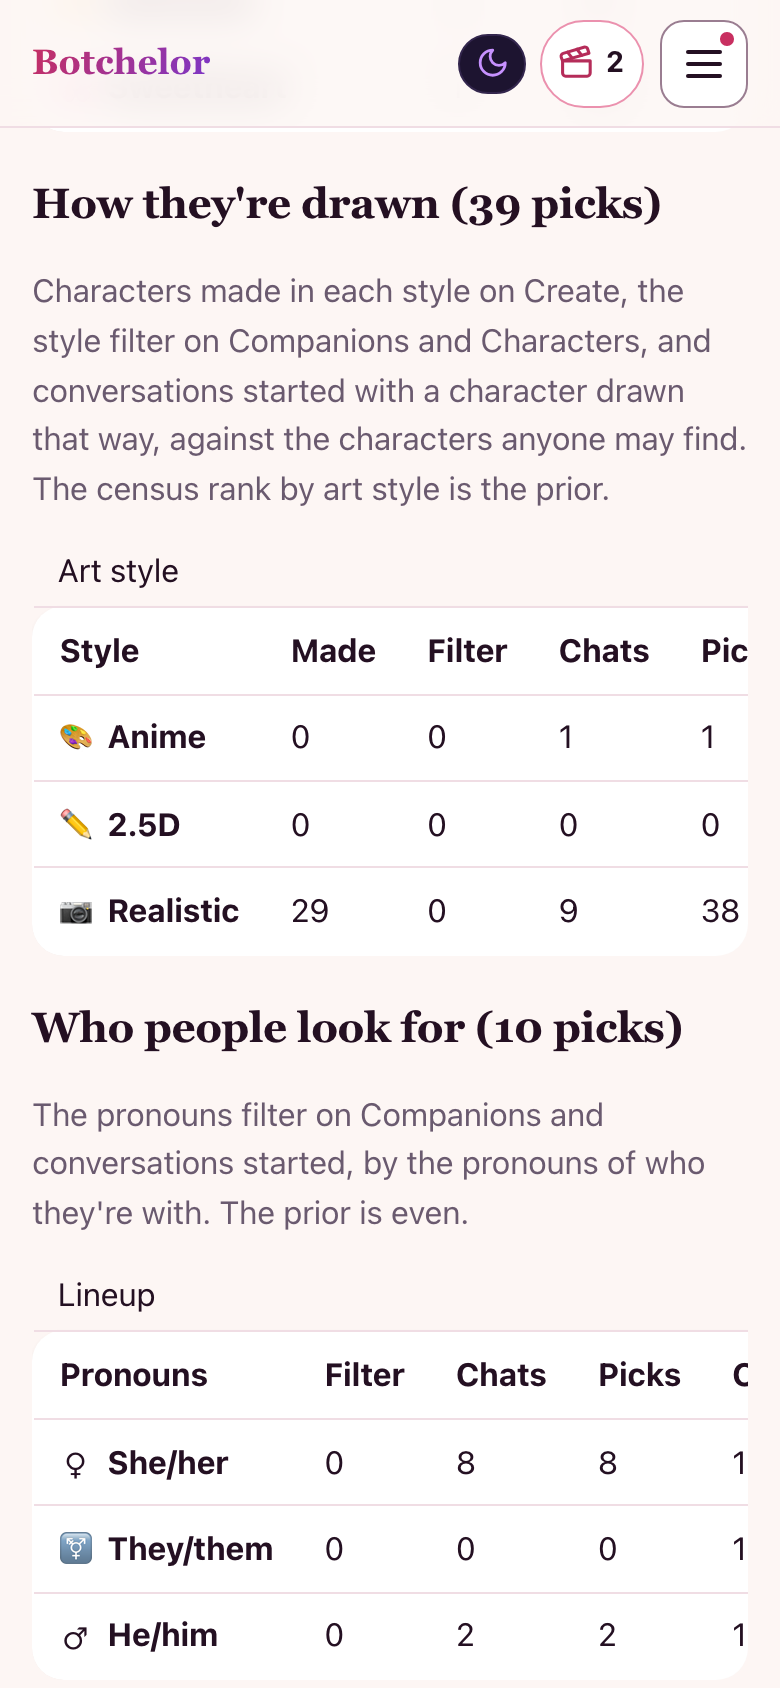 Botchelor
2
How they're drawn (39 picks)
Characters made in each style on Create, the
style filter on Companions and Characters, and
conversations started with a character drawn
that way, against the characters anyone may find.
The census rank by art style is the prior.
Art style
Style Made Filter Chats Pic
Anime 0 0 1 1
2.5D 0 0 0 0
Realistic 29 0 9 38
Who people look for (10 picks)
The pronouns filter on Companions and
conversations started, by the pronouns of who
they're with. The prior is even.
Lineup
Pronouns Filter Chats Picks
She/her 0 8 8 1
They/them 0 0 0 1
He/him 0 2 2 1